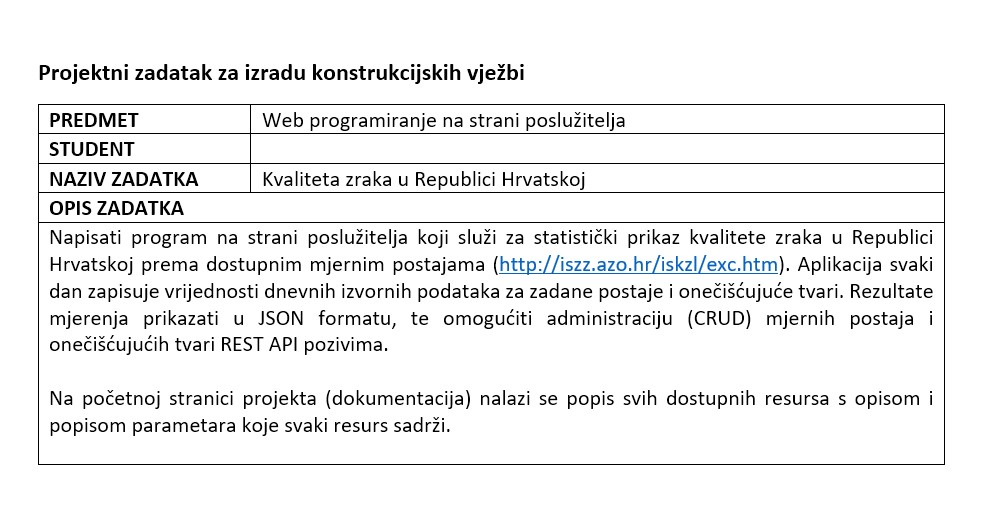 Projektni zadatak za izradu konstrukcijskih vježbi
PREDMET Web programiranje na strani poslužitelja
STUDENT
NAZIV ZADATKA Kvaliteta zraka u Republici Hrvatskoj
OPIS ZADATKA
Napisati program na strani poslužitelja koji služi za statistički prikaz kvalitete zraka u Republici
Hrvatskoj prema dostupnim mjernim postajama (http://iszz.azo.hr/iskzl/exc.htm). Aplikacija svaki
dan zapisuje vrijednosti dnevnih izvornih podataka za zadane postaje i onečišćujuće tvari. Rezultate
mjerenja prikazati u JSON formatu, te omogućiti administraciju (CRUD) mjernih postaja i
onečišćujućih tvari REST API pozivima.
Na početnoj stranici projekta (dokumentacija) nalazi se popis svih dostupnih resursa s opisom i
popisom parametara koje svaki resurs sadrži.